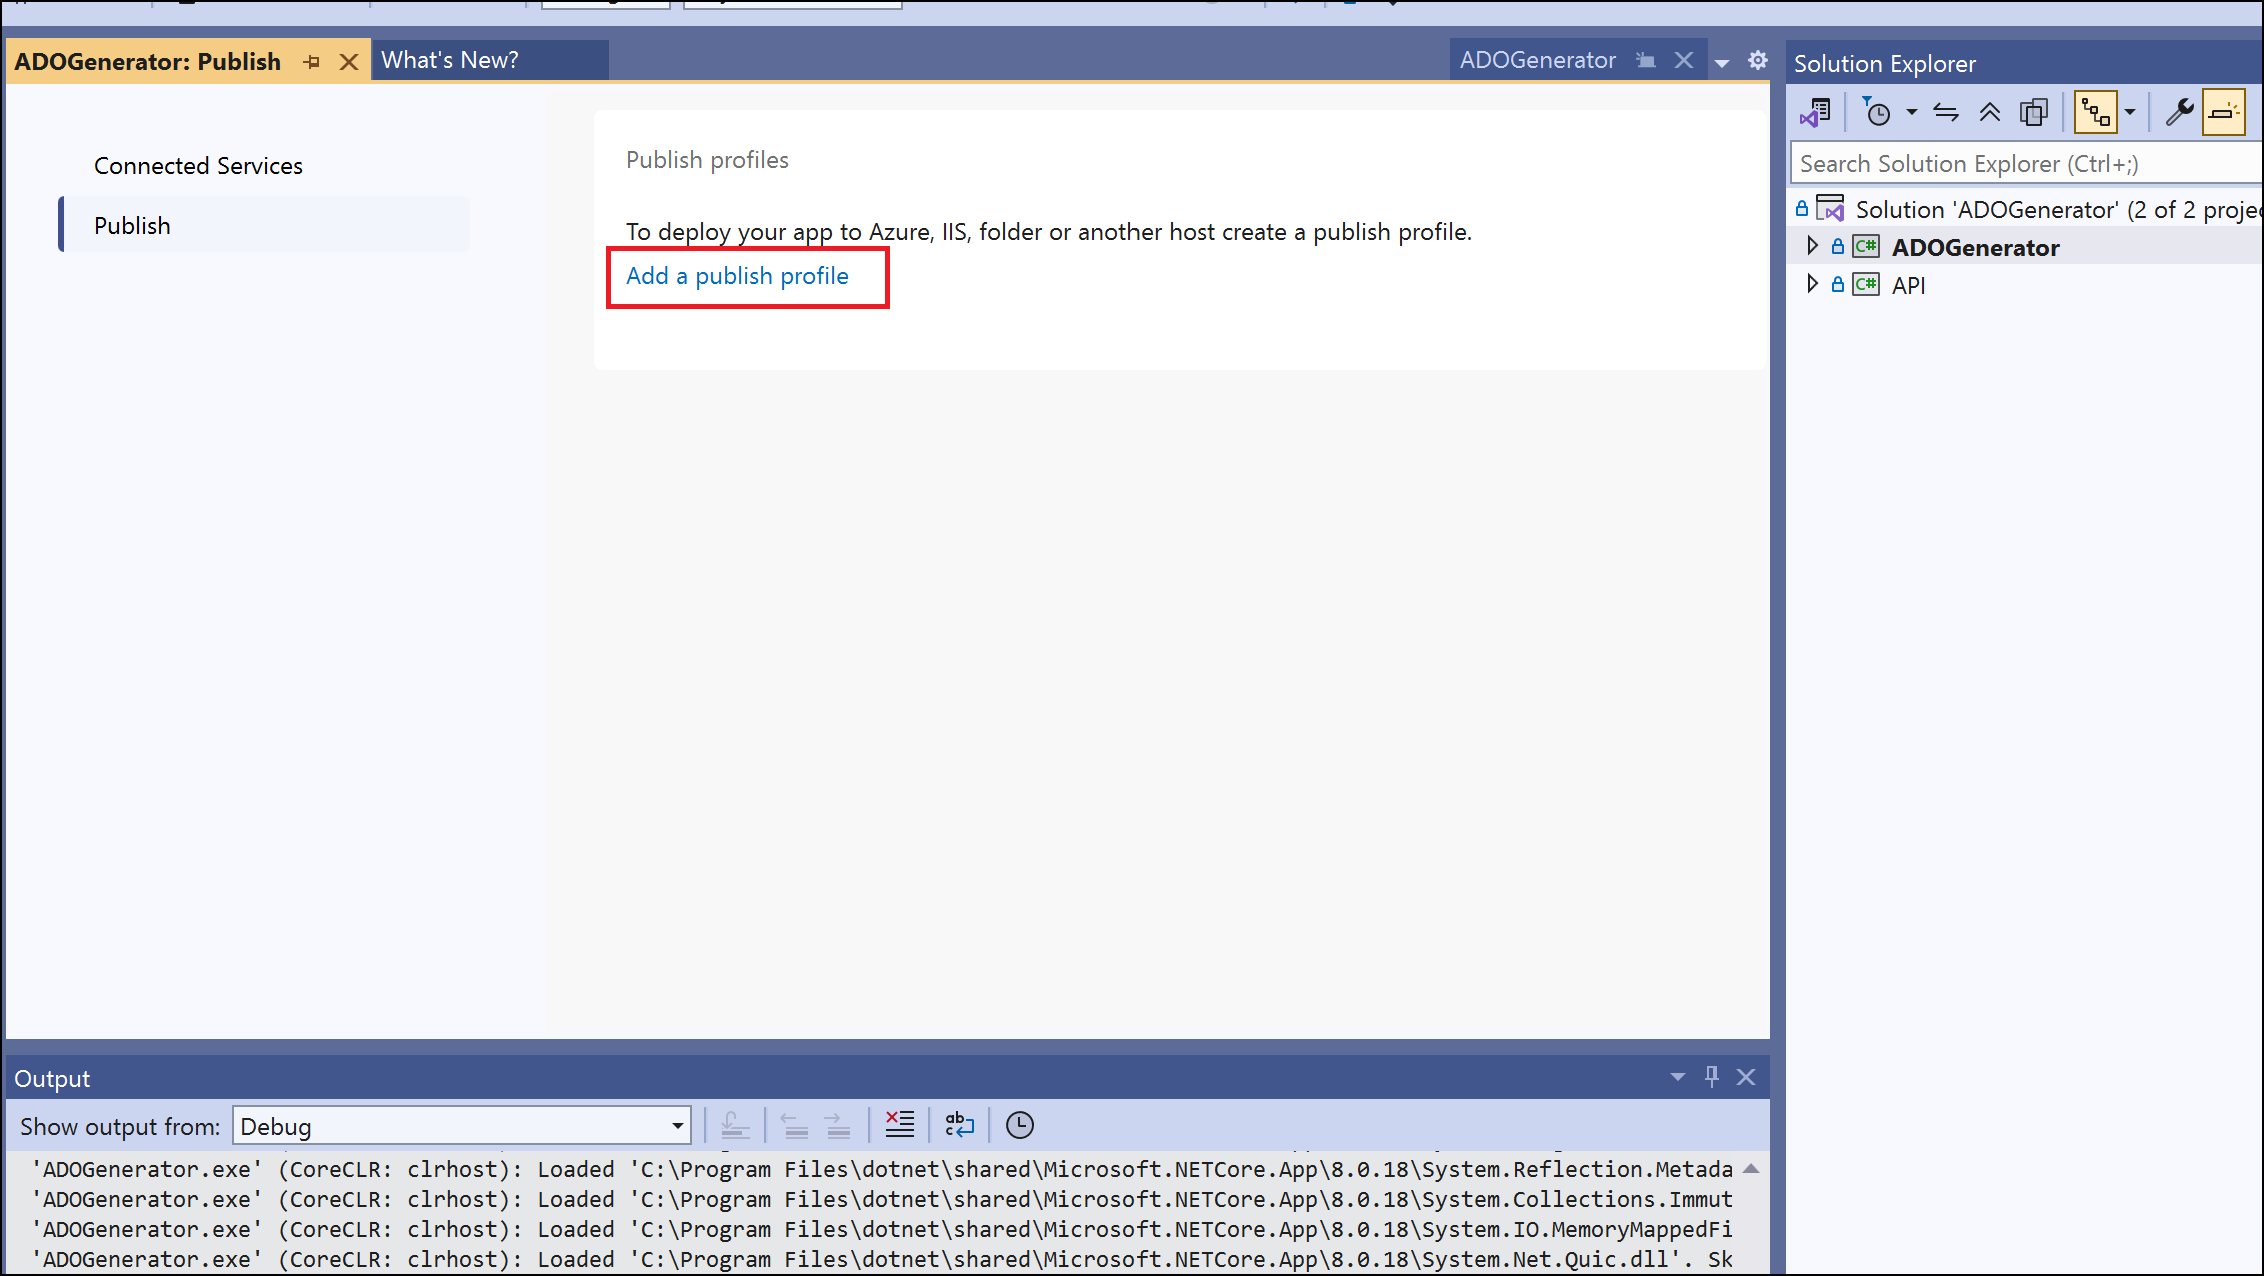 ADOGenerator: Publish
What's New?
ADOGenerator
Connected Services
Publish
Publish profiles
To deploy your app to Azure, IIS, folder or another host create a publish profile.
Add a publish profile
Solution Explorer
Search Solution Explorer (Ctrl+;)
Solution 'ADOGenerator' (2 of 2 projec
C# ADOGenerator
C# API
Output
Show output from: Debug
'ADOGenerator.exe' (CoreCLR: clrhost): Loaded 'C:\Program Files\dotnet\shared\Microsoft.NETCore.App\8.0.18\System.Reflection.Metada
'ADOGenerator.exe' (CoreCLR: clrhost): Loaded 'C:\Program Files\dotnet\shared\Microsoft.NETCore.App\8.0.18\System.Collections.Immut
'ADOGenerator.exe' (CoreCLR: clrhost): Loaded 'C:\Program Files\dotnet\shared\Microsoft.NETCore.App\8.0.18\System.IO.MemoryMappedFi
'ADOGenerator.exe' (CoreCLR: clrhost): Loaded 'C:\Program Files\dotnet\shared\Microsoft.NETCore.App\8.0.18\System.Net.Quic.dll'. Sk